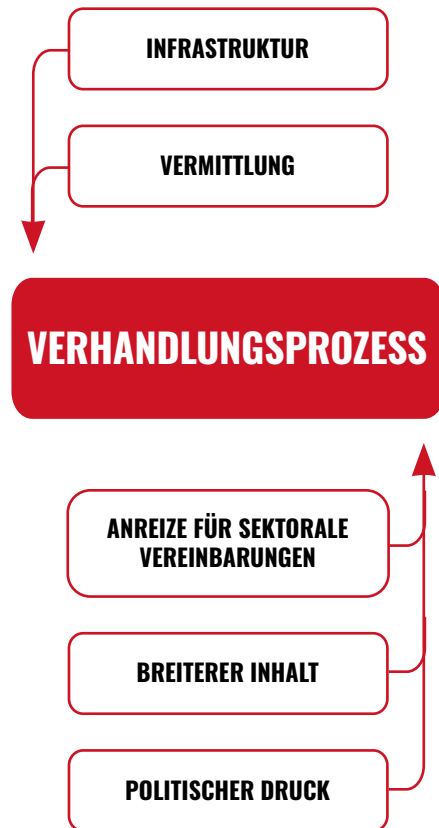 INFRASTRUKTUR
VERMITTLUNG
VERHANDLUNGSPROZESS
ANREIZE FÜR SEKTORALE
VEREINBARUNGEN
BREITERER INHALT
POLITISCHER DRUCK